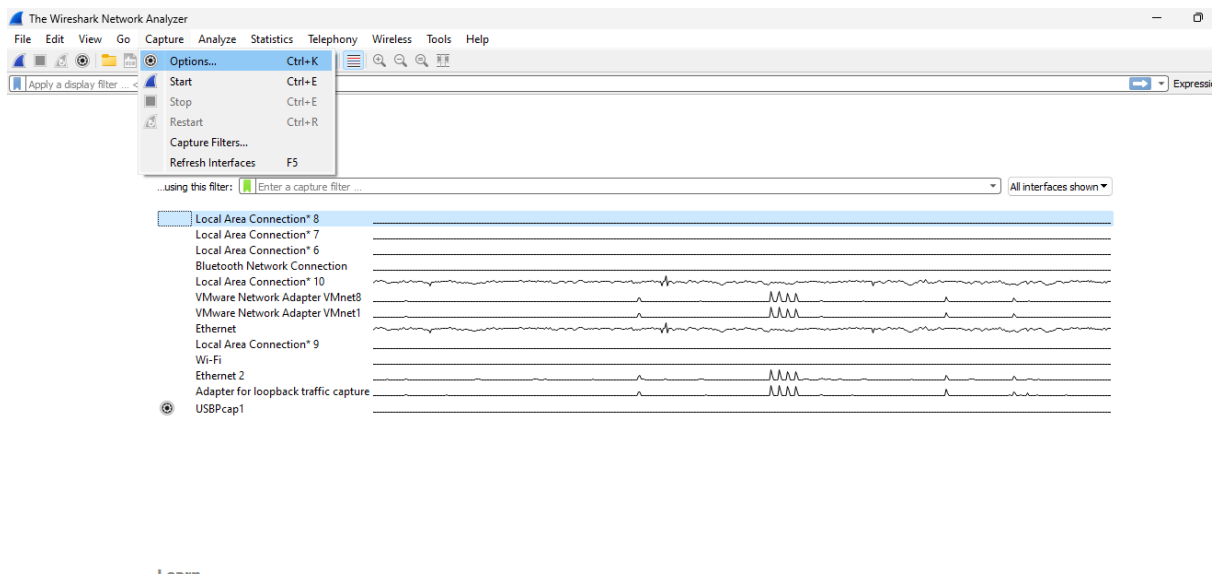 The Wireshark Network Analyzer
File Edit View Go Capture Analyze Statistics Telephony Wireless Tools Help
Options... Ctrl+K
Apply a display filter ... <
Expressi
Start Ctrl+E
Stop Ctrl+E
Restart Ctrl+R
Capture Filters...
Refresh Interfaces F5
...using this filter: Enter a capture filter ... All interfaces shown
Local Area Connection* 8
Local Area Connection* 7
Local Area Connection* 6
Bluetooth Network Connection
Local Area Connection* 10
VMware Network Adapter VMnet8
VMware Network Adapter VMnet1
Ethernet
Local Area Connection* 9
Wi-Fi
Ethernet 2
Adapter for loopback traffic capture
USBPcap1
Learn